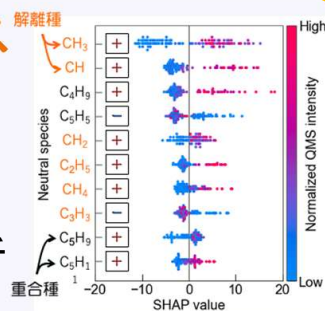 解離種
High
CH₃ +
CH +
C₄H₉ +
C₅H₅ −
CH₂ +
C₂H₅ +
CH₄ +
C₃H₃ −
C₅H₉ +
C₅H₁ +
1
重合種
Neutral species
-20 -10 0 10 20
SHAP value
Low
Normalized QMS intensity